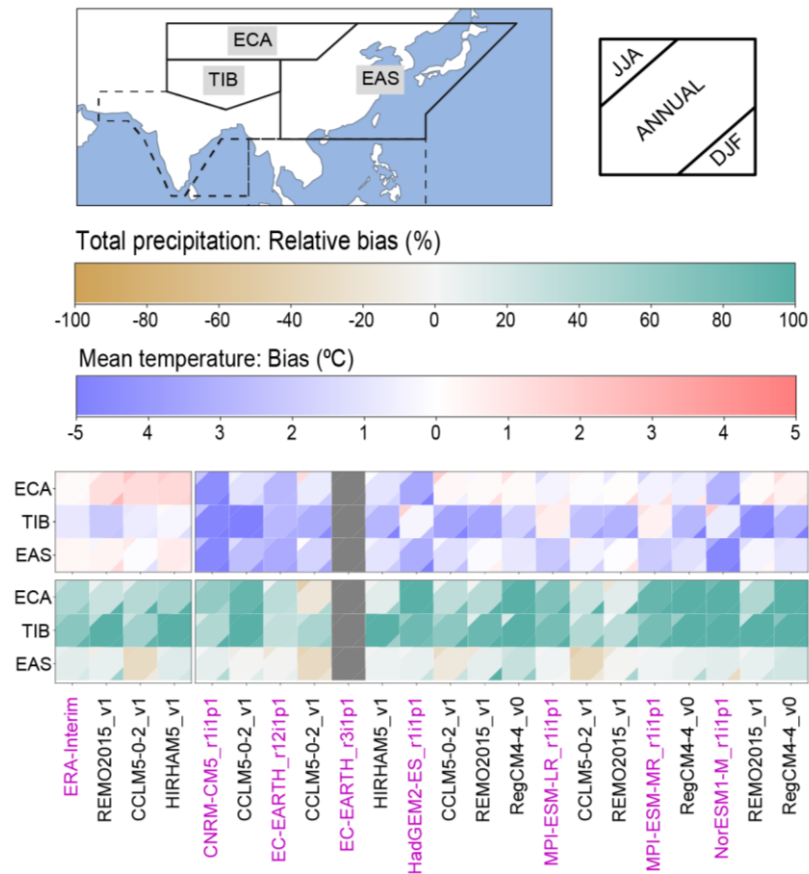 ECA
TIB
EAS
JJA
ANNUAL
DJF
Total precipitation: Relative bias (%)
-100 -80 -60 -40 -20 0 20 40 60 80 100
Mean temperature: Bias (ºC)
-5 4 3 2 1 0 1 2 3 4 5
ECA
TIB
EAS
ECA
TIB
EAS
ERA-Interim
REMO2015_v1
CCLM5-0-2_v1
HIRHAM5_v1
CNRM-CM5_r1i1p1
CCLM5-0-2_v1
EC-EARTH_r12i1p1
CCLM5-0-2_v1
EC-EARTH_r3i1p1
HIRHAM5_v1
HadGEM2-ES_r1i1p1
CCLM5-0-2_v1
REMO2015_v1
RegCM4-4_v0
MPI-ESM-LR_r1i1p1
CCLM5-0-2_v1
REMO2015_v1
MPI-ESM-MR_r1i1p1
RegCM4-4_v0
NorESM1-M_r1i1p1
REMO2015_v1
RegCM4-4_v0